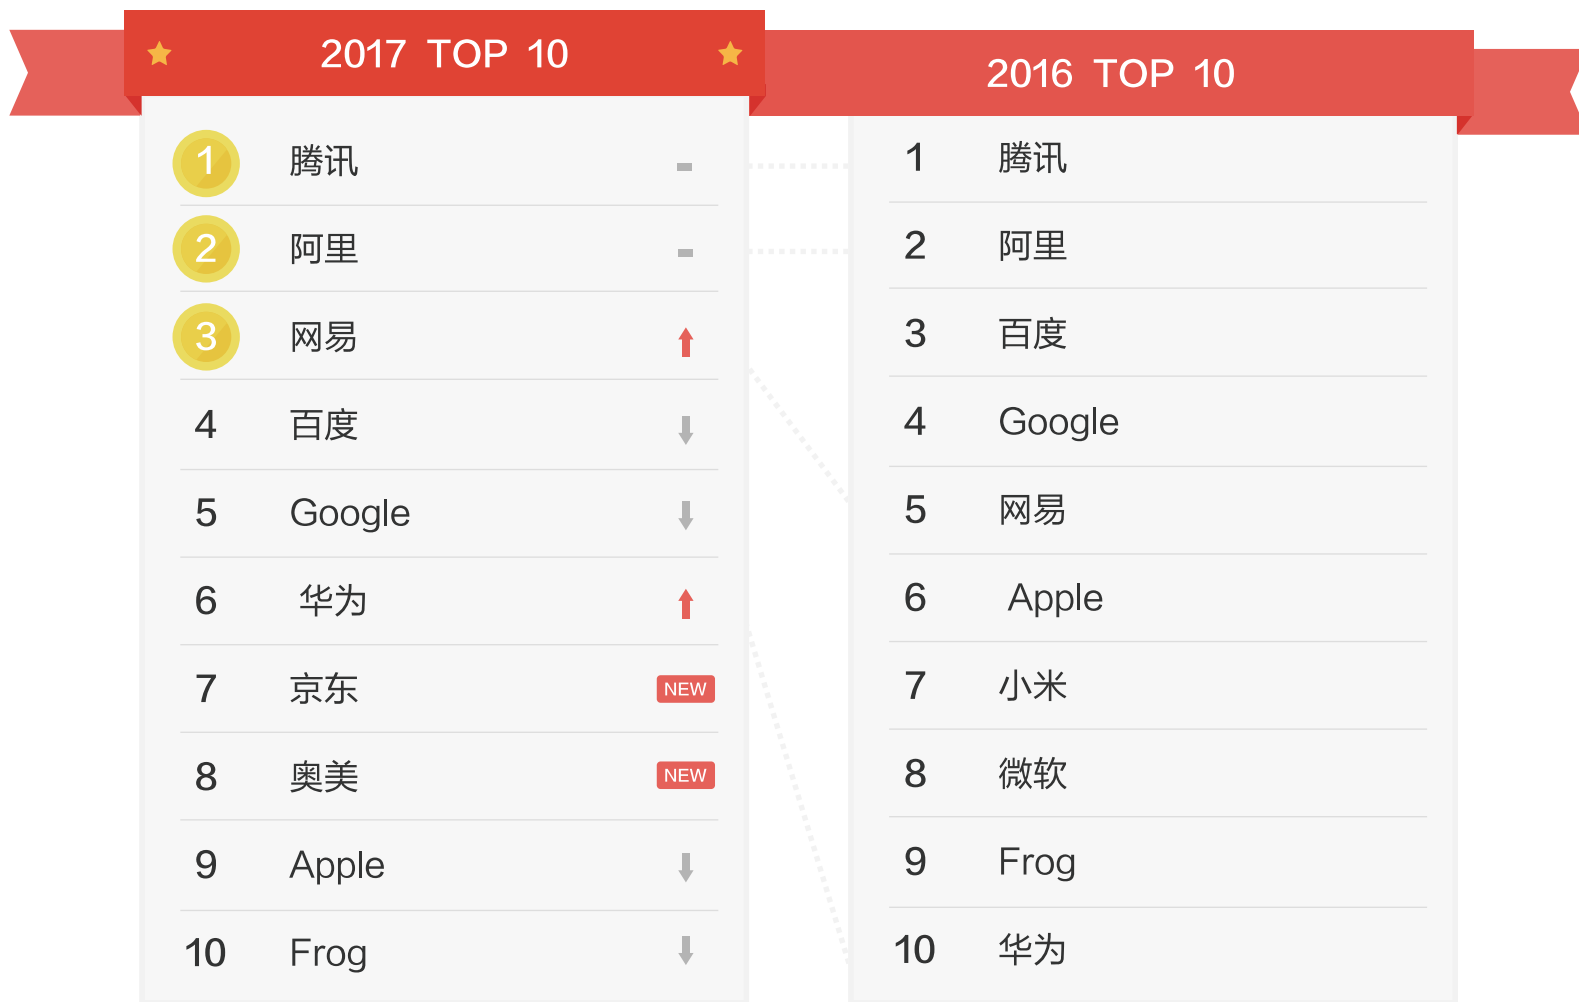 2017 TOP 10
1 腾讯
2 阿里
3 网易
4 百度
5 Google
6 华为
7 京东 NEW
8 奥美 NEW
9 Apple
10 Frog
2016 TOP 10
1 腾讯
2 阿里
3 百度
4 Google
5 网易
6 Apple
7 小米
8 微软
9 Frog
10 华为